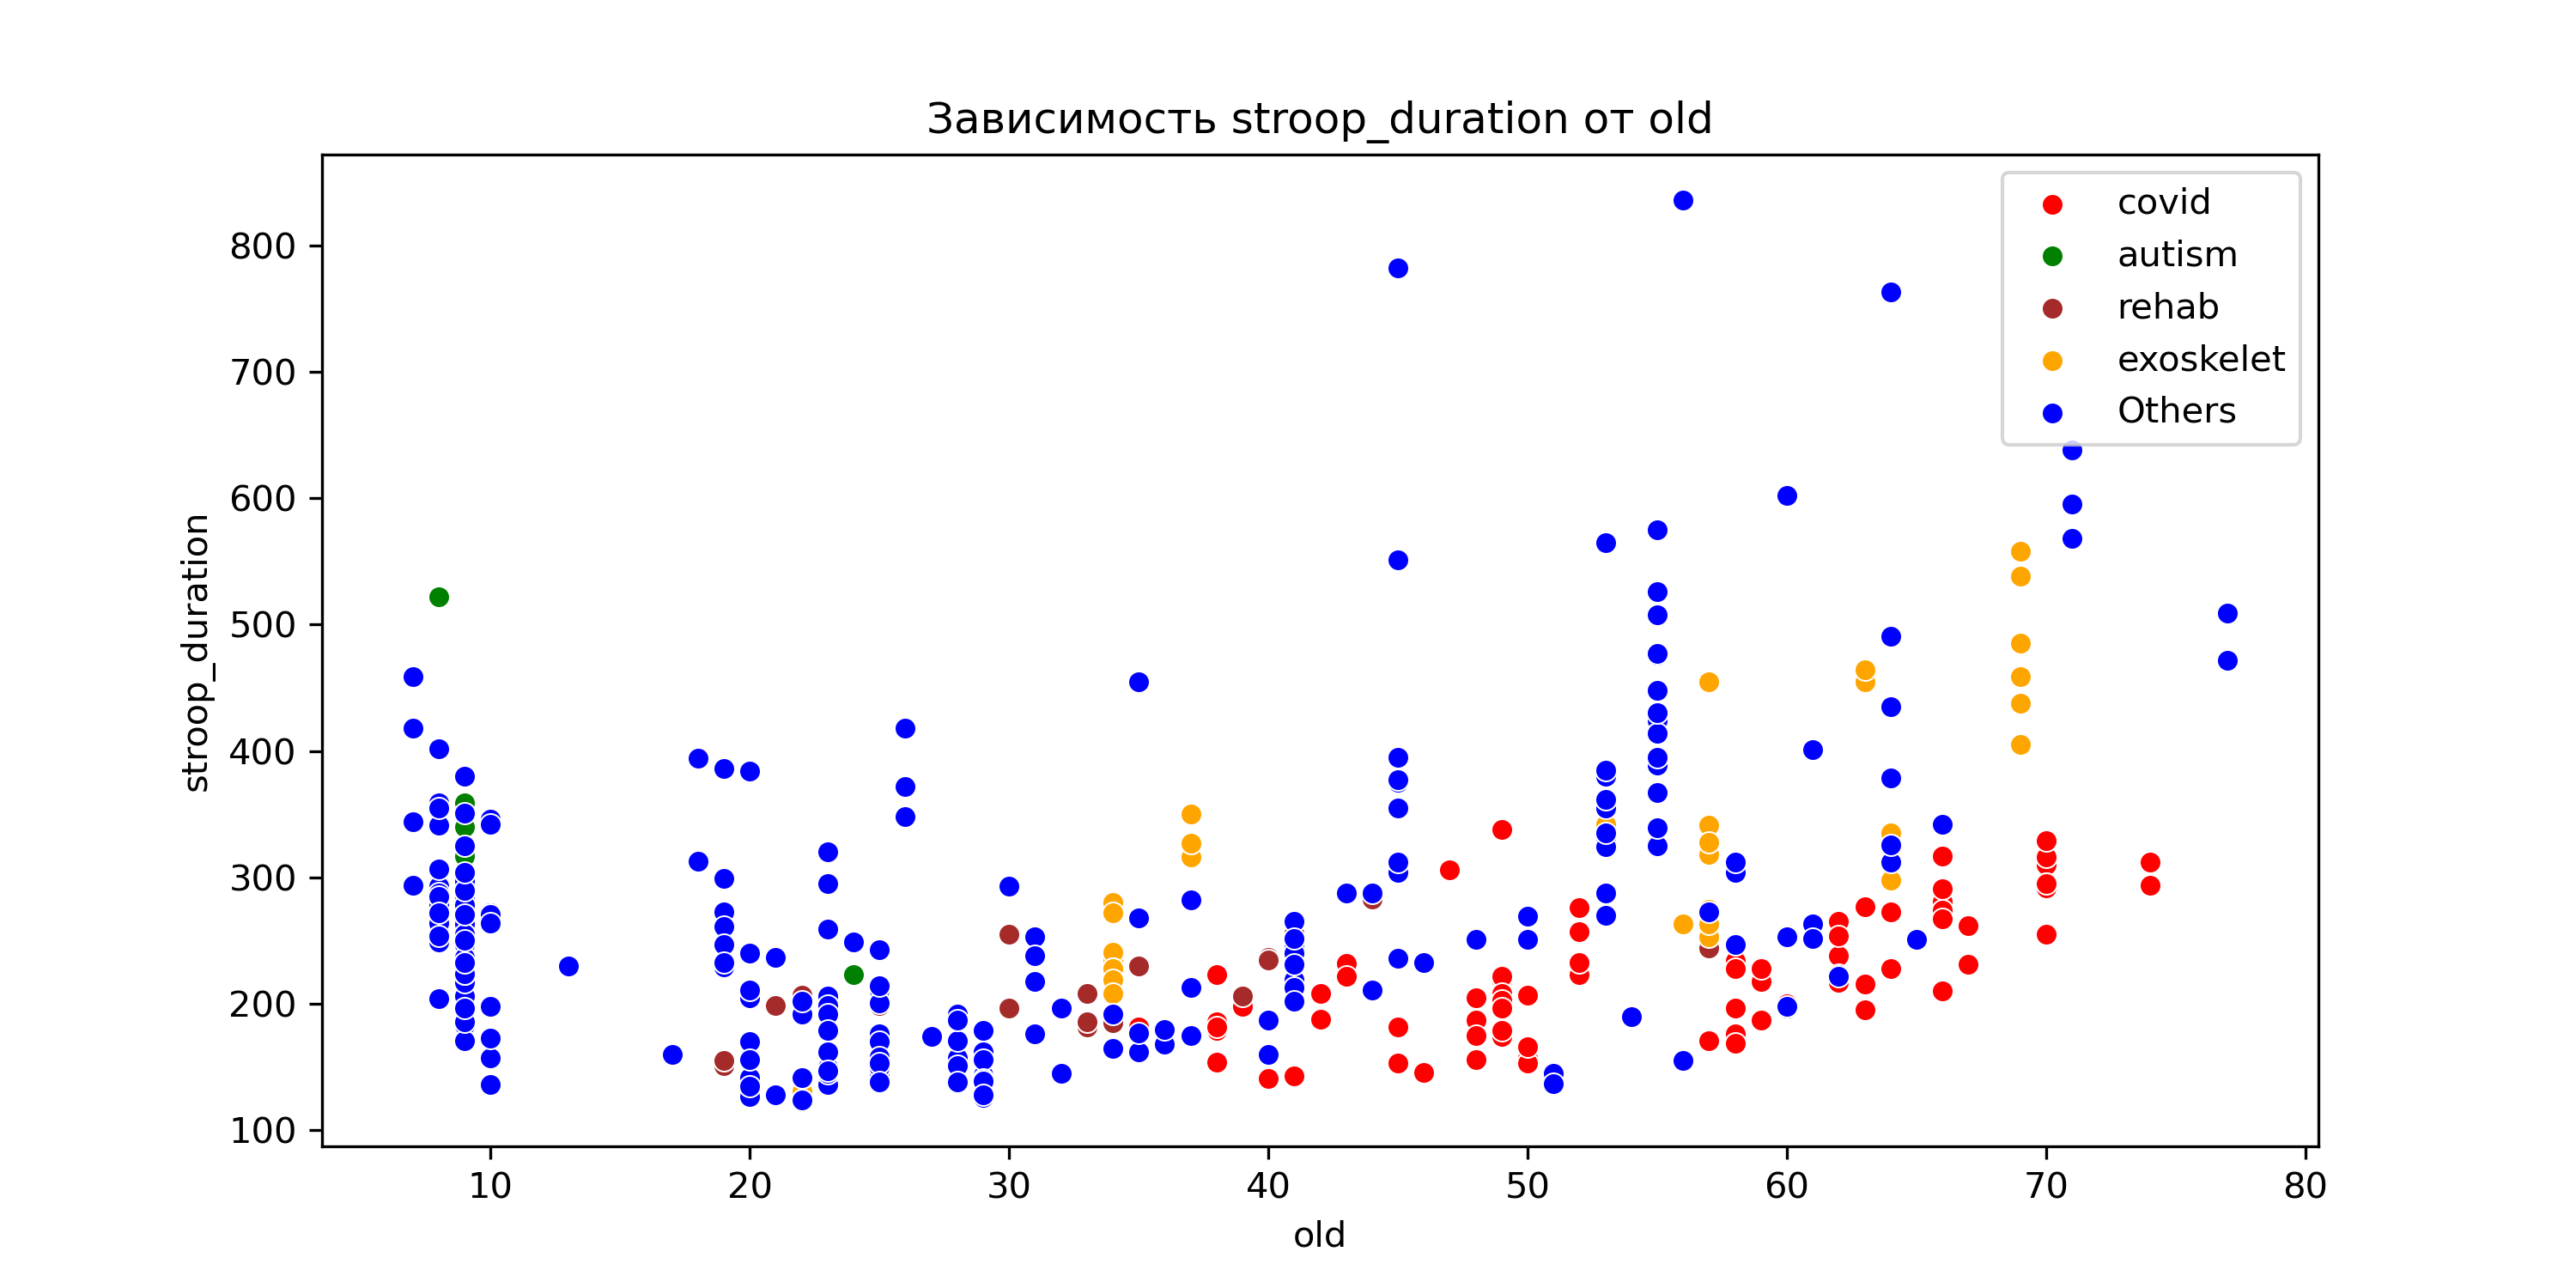 Зависимость stroop_duration от old
covid
autism
rehab
exoskelet
Others
stroop_duration
800
700
600
500
400
300
200
100
10 20 30 40 50 60 70 80
old